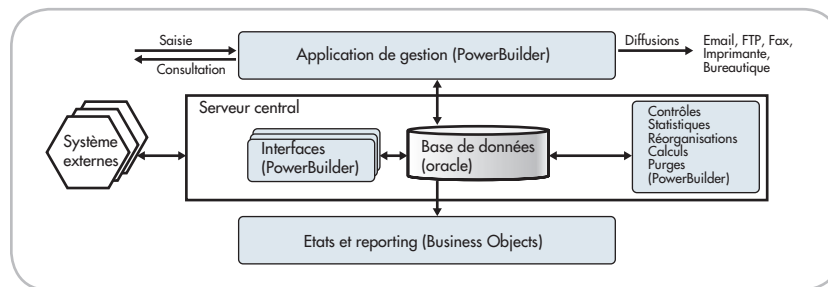 Saisie
Consultation
Application de gestion (PowerBuilder)
Diffusions
Email, FTP, Fax,
Imprimante,
Bureautique
Serveur central
Système
externes
Interfaces
(PowerBuilder)
Base de données
(oracle)
Contrôles
Statistiques
Réorganisations
Calculs
Purges
(PowerBuilder)
Etats et reporting (Business Objects)